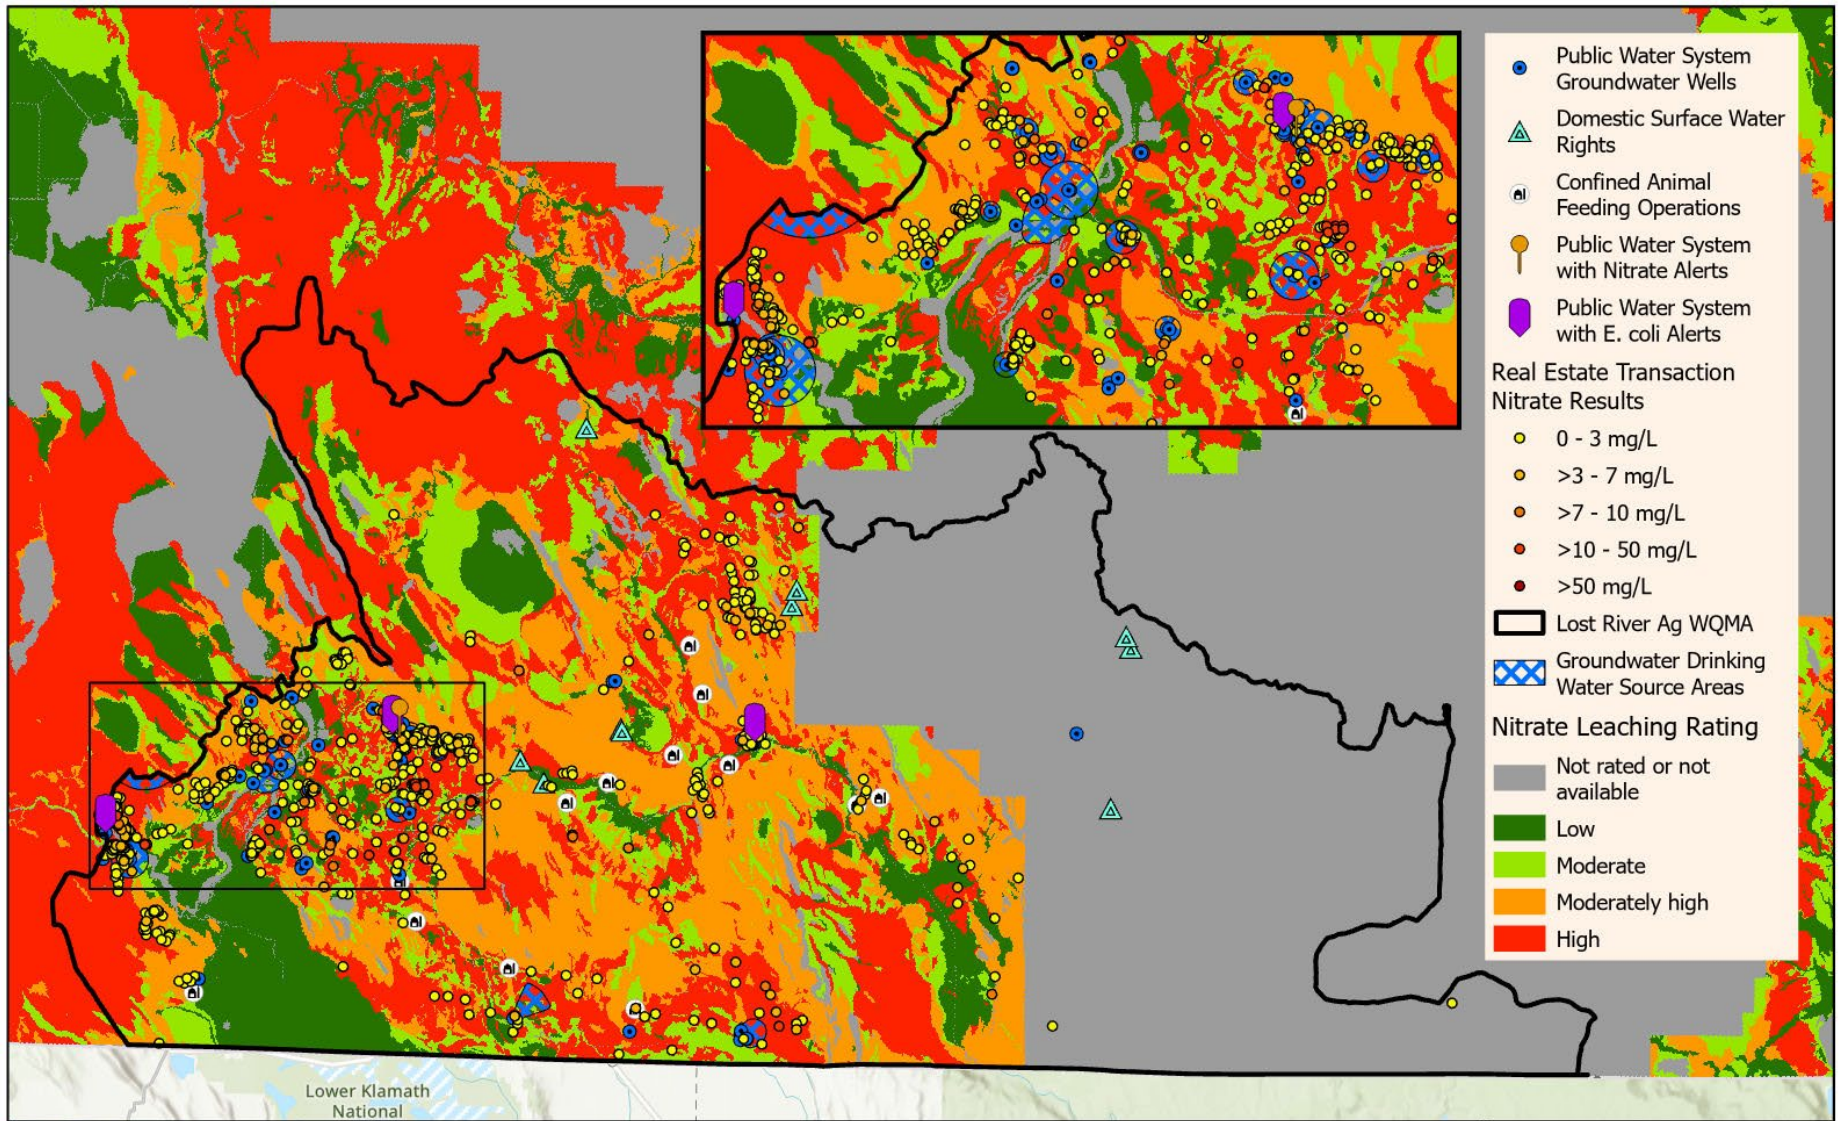 Public Water System
Groundwater Wells
Domestic Surface Water
Rights
Confined Animal
Feeding Operations
Public Water System
with Nitrate Alerts
Public Water System
with E. coli Alerts
Real Estate Transaction
Nitrate Results
0 - 3 mg/L
>3 - 7 mg/L
>7 - 10 mg/L
>10 - 50 mg/L
>50 mg/L
Lost River Ag WQMA
Groundwater Drinking
Water Source Areas
Nitrate Leaching Rating
Not rated or not
available
Low
Moderate
Moderately high
High
Lower Klamath
National